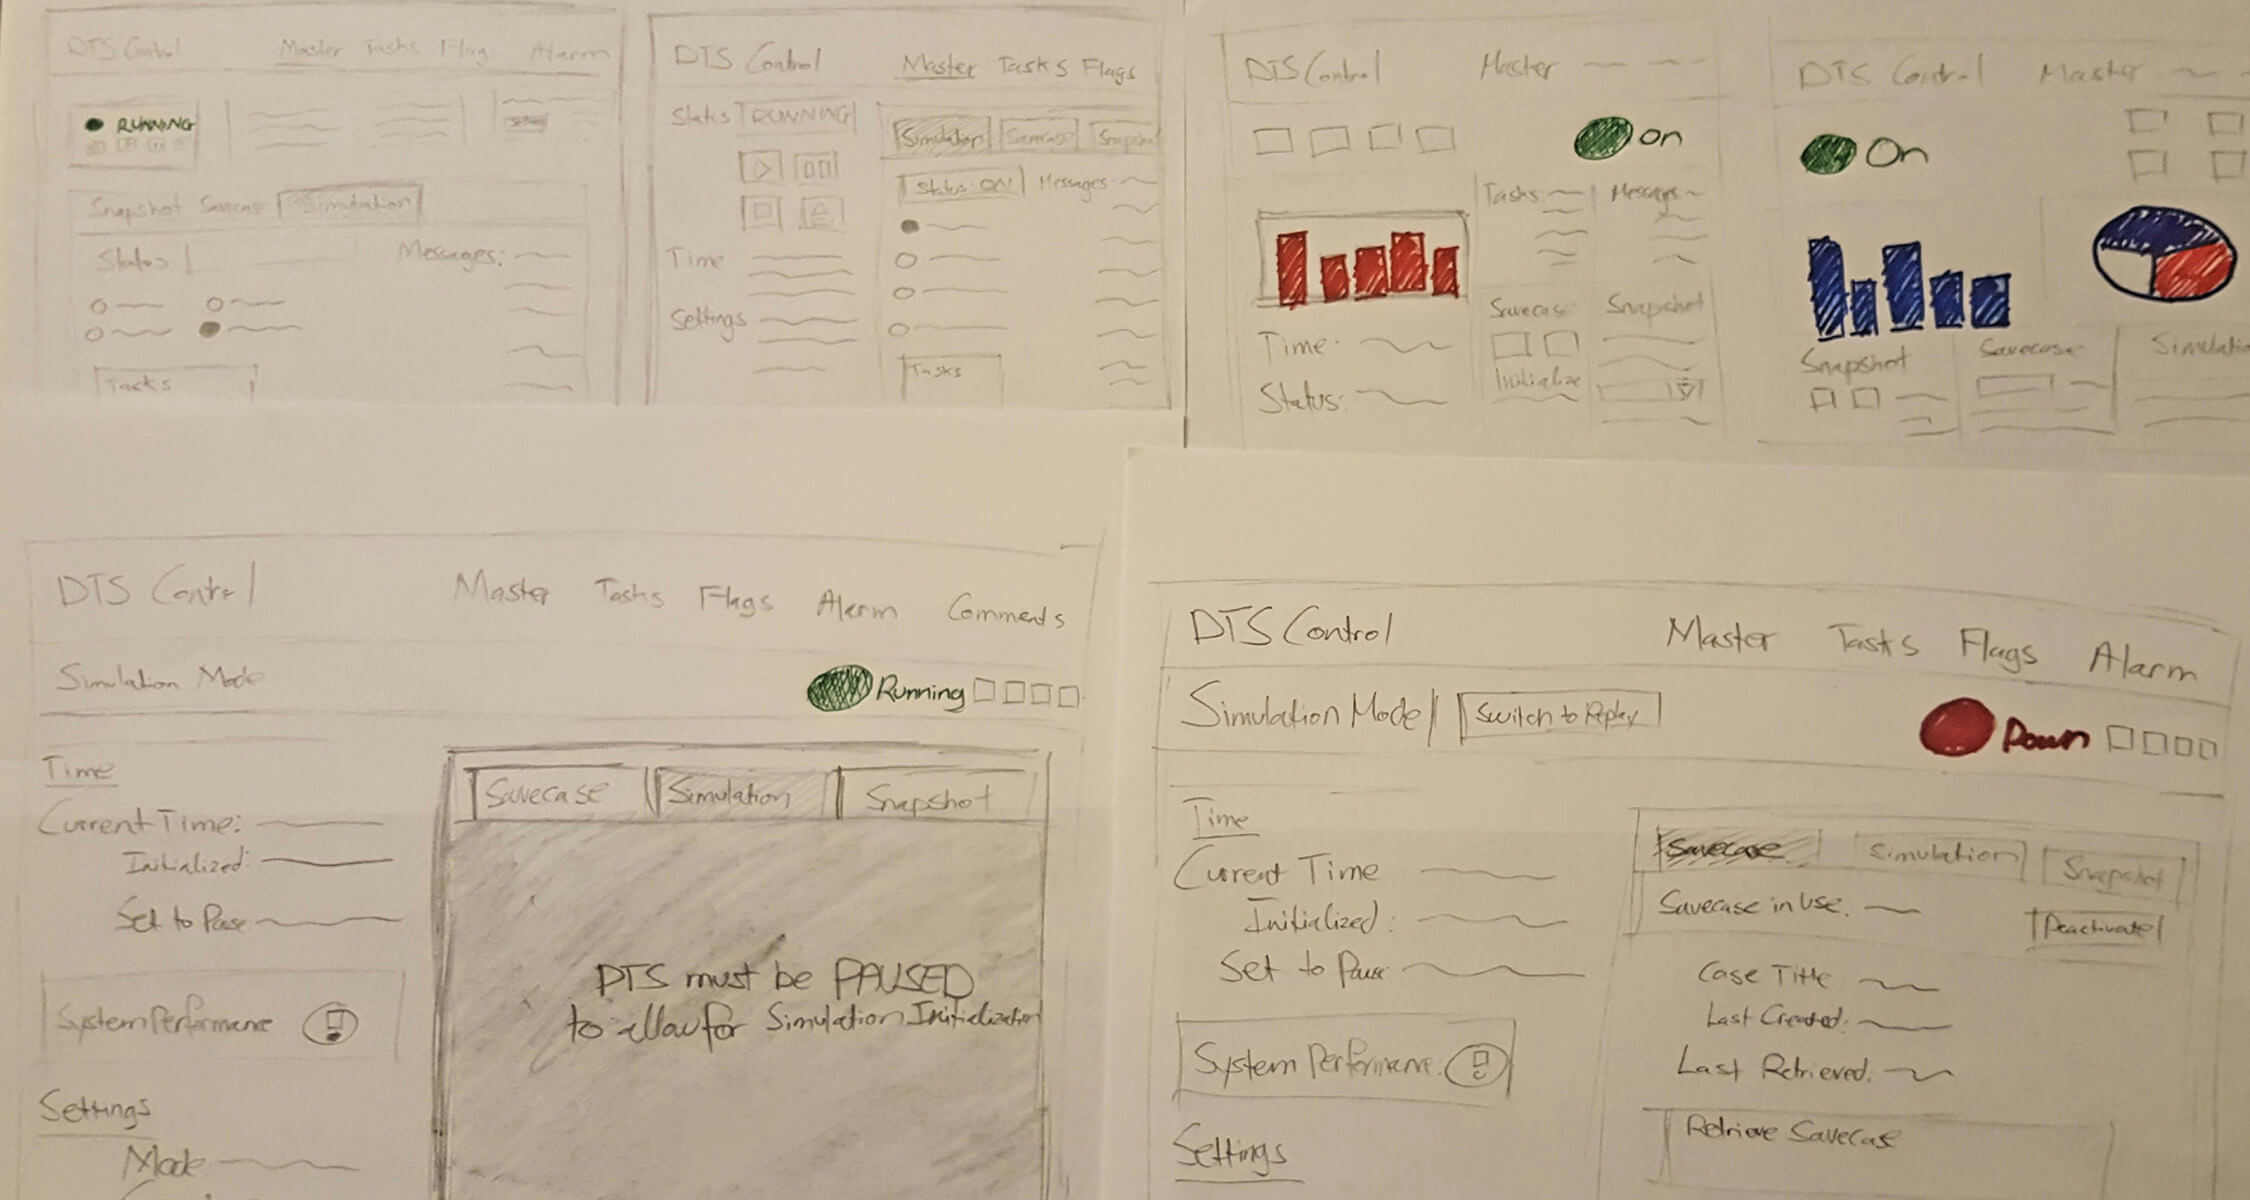 DTS Control Master Tasks Flags Alarm
RUNNING
Snapshot Savecase Simulation
Status
Messages:
Tasks
DTS Control Master Tasks Flags
Status RUNNING
Simulation Savecase Snapshot
Status: ON Messages
Time
Settings
Tasks
DTS Control Master
On
Tasks Messages
Savecase Snapshot
Time:
Initialize
Status:
DTS Control Master
On
Snapshot Savecase Simulatio
DTS Control Master Tasks Flags Alarm Comments
Simulation Mode Running
Time
Savecase Simulation Snapshot
Current Time:
Initialized:
Set to Pause
DTS must be PAUSED
to allow for Simulation Initialization
System Performance
Settings
Mode
DTS Control Master Tasks Flags Alarm
Simulation Mode Switch to Replay Down
Time
Savecase Simulation Snapshot
Current Time
Savecase in Use.
Initialized:
Deactivate
Set to Pause
Case Title
Last Created:
System Performance
Last Retrieved:
Retrieve Savecase
Settings